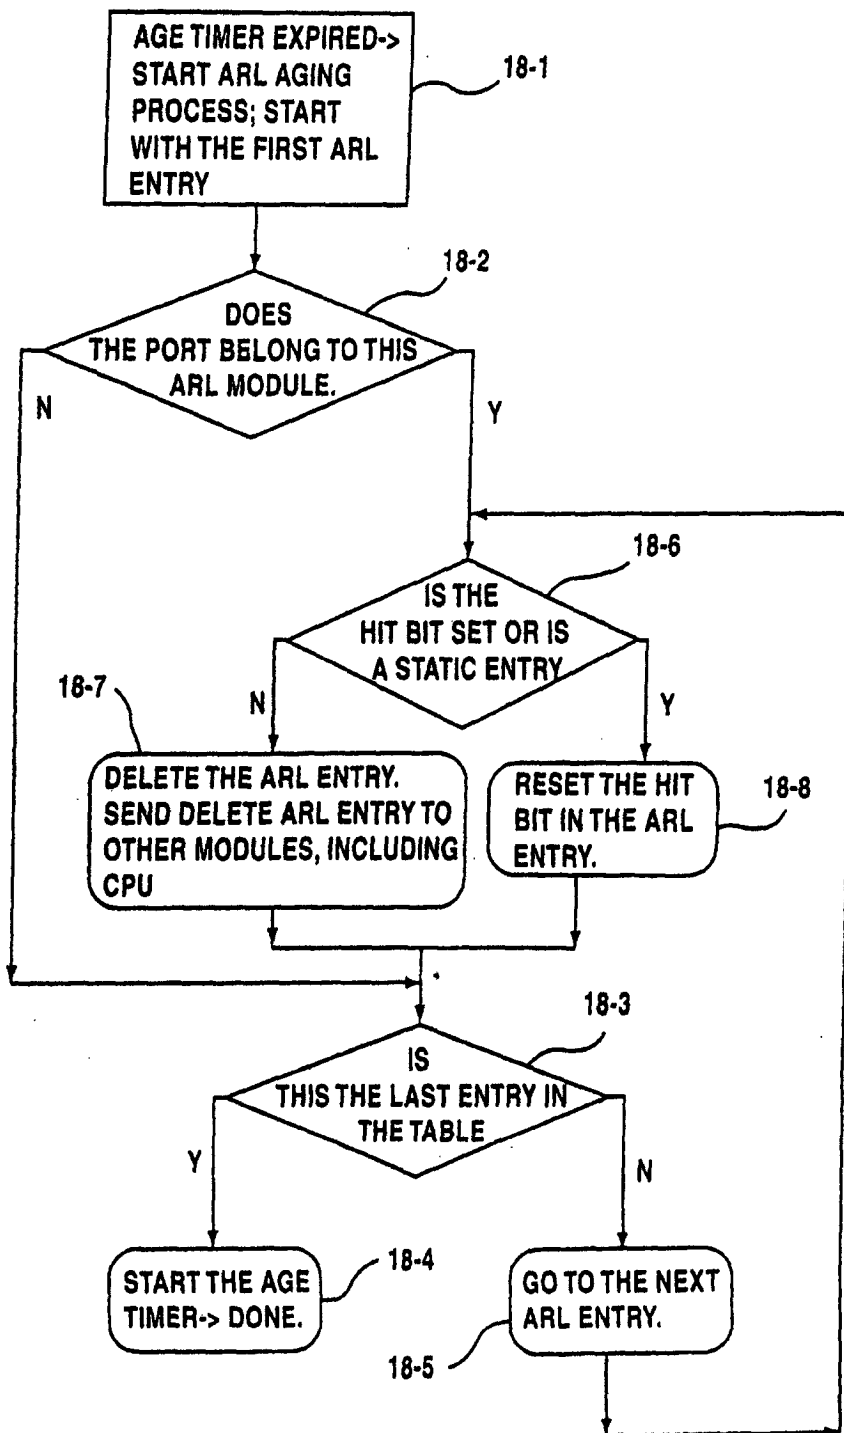 AGE TIMER EXPIRED->
START ARL AGING
PROCESS; START
WITH THE FIRST ARL
ENTRY
18-1
18-2
DOES
THE PORT BELONG TO THIS
ARL MODULE.
N
Y
18-6
IS THE
HIT BIT SET OR IS
A STATIC ENTRY
18-7
N
Y
DELETE THE ARL ENTRY.
SEND DELETE ARL ENTRY TO
OTHER MODULES, INCLUDING
CPU
RESET THE HIT
BIT IN THE ARL
ENTRY.
18-8
18-3
IS
THIS THE LAST ENTRY IN
THE TABLE
Y
N
START THE AGE
TIMER-> DONE.
18-4
GO TO THE NEXT
ARL ENTRY.
18-5